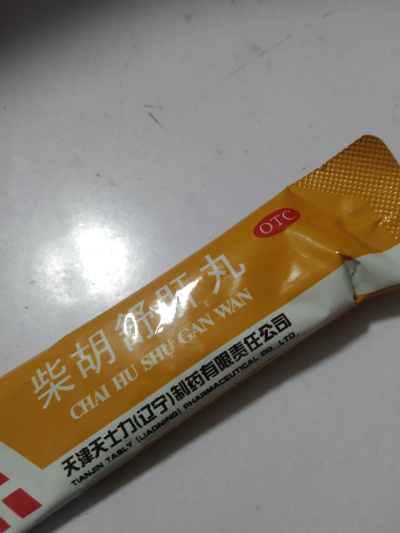 OTC
柴胡舒肝丸
CHAI HU SHU GAN WAN
天津天士力(辽宁)制药有限责任公司
TIANJIN TASLY (LIAONING) PHARMACEUTICAL CO.,LTD.